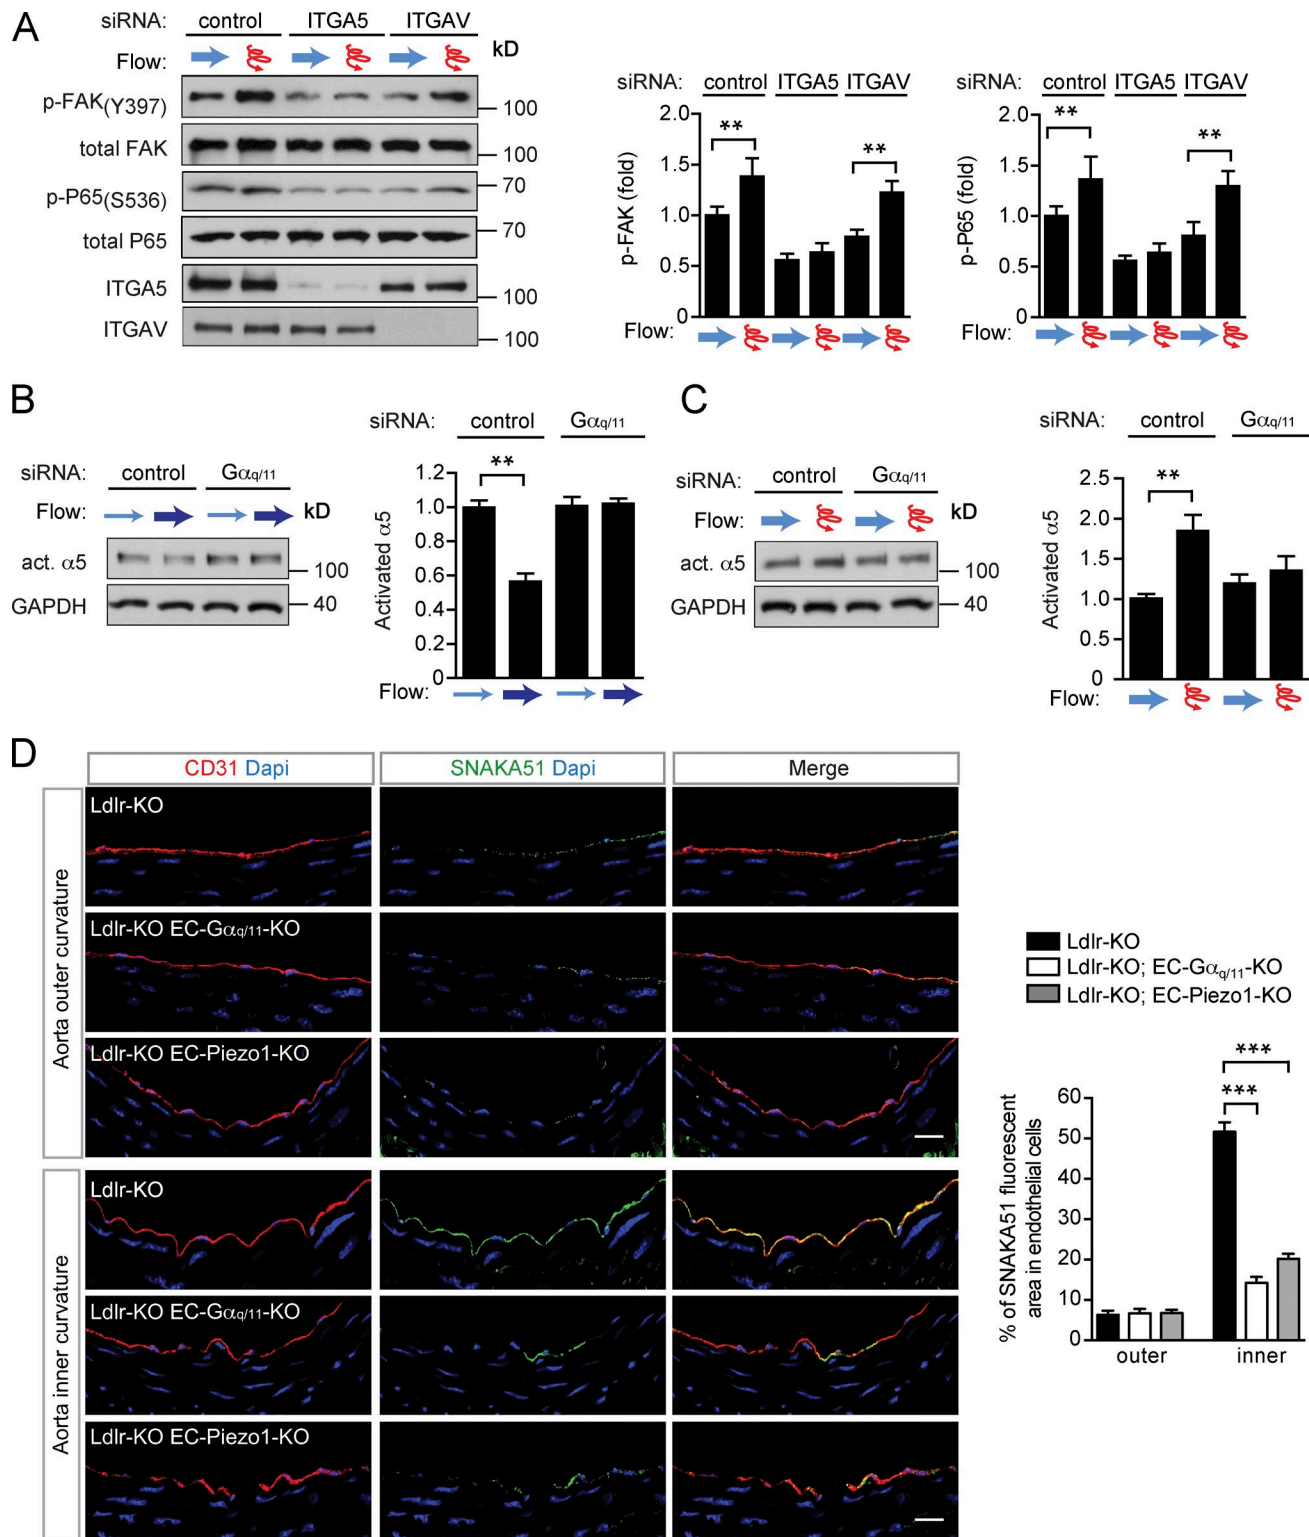 A
siRNA: control ITGA5 ITGAV
Flow: kD
p-FAK(Y397) 100
total FAK 100
p-P65(S536) 70
total P65 70
ITGA5 100
ITGAV 100
siRNA: control ITGA5 ITGAV
p-FAK (fold)
2.0
**
1.5
**
1.0
0.5
0
Flow:
siRNA: control ITGA5 ITGAV
p-P65 (fold)
2.0
**
1.5
**
1.0
0.5
0
Flow:
B
siRNA: control Gαq/11
Flow: kD
act. α5 100
GAPDH 40
siRNA: control Gαq/11
Activated α5
1.2
**
1.0
0.8
0.6
0.4
0.2
0
Flow:
C
siRNA: control Gαq/11
Flow: kD
act. α5 100
GAPDH 40
siRNA: control Gαq/11
Activated α5
2.5
**
2.0
1.5
1.0
0.5
0
Flow:
D
CD31 Dapi
SNAKA51 Dapi
Merge
Aorta outer curvature
Ldlr-KO
Ldlr-KO EC-Gαq/11-KO
Ldlr-KO EC-Piezo1-KO
Aorta inner curvature
Ldlr-KO
Ldlr-KO EC-Gαq/11-KO
Ldlr-KO EC-Piezo1-KO
Ldlr-KO
Ldlr-KO; EC-Gαq/11-KO
Ldlr-KO; EC-Piezo1-KO
% of SNAKA51 fluorescent
area in endothelial cells
***
***
60
50
40
30
20
10
0
outer inner